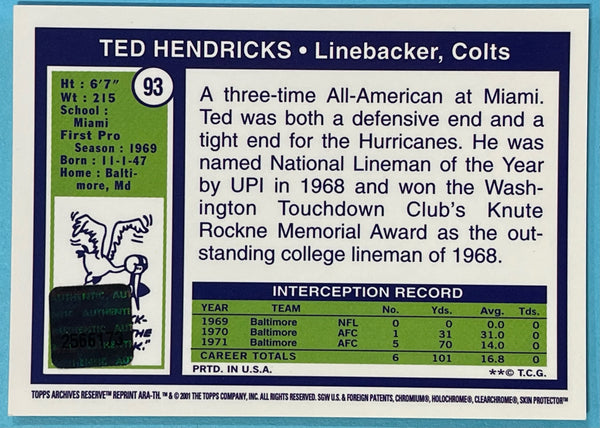 TED HENDRICKS • Linebacker, Colts
93
Ht : 6'7"
Wt : 215
School :
Miami
First Pro
Season : 1969
Born : 11-1-47
Home : Balti-
more, Md
A three-time All-American at Miami.
Ted was both a defensive end and a
tight end for the Hurricanes. He was
named National Lineman of the Year
by UPI in 1968 and won the Wash-
ington Touchdown Club's Knute
Rockne Memorial Award as the out-
standing college lineman of 1968.
AUTHENTIC AUT
INTERCEPTION RECORD
YEAR TEAM No. Yds. Avg. Tds.
1969 Baltimore NFL 0 0 0.0 0
1970 Baltimore AFC 1 31 31.0 0
1971 Baltimore AFC 5 70 14.0 0
CAREER TOTALS 6 101 16.8 0
PRTD. IN U.S.A. **© T.C.G.
TOPPS ARCHIVES RESERVE™ REPRINT ARA-TH. ™ & © 2001 THE TOPPS COMPANY, INC. ALL RIGHTS RESERVED. SGW U.S. & FOREIGN PATENTS, CHROMIUM®, HOLOCHROME®, CLEARCHROME®, SKIN PROTECTOR™